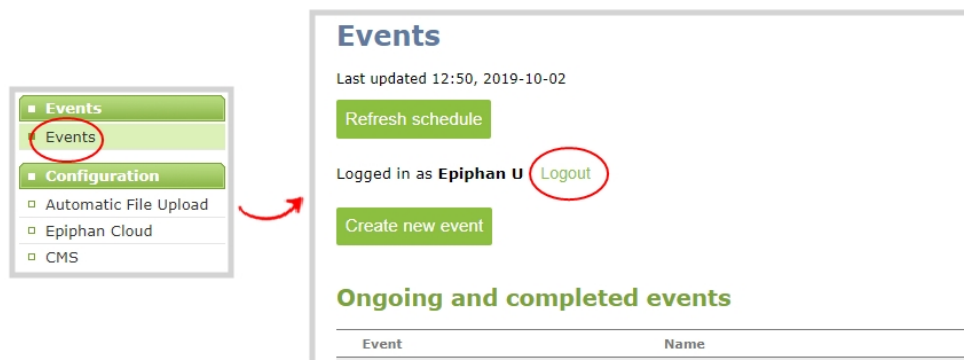 Events
Events
Configuration
Automatic File Upload
Epiphan Cloud
CMS
Events
Last updated 12:50, 2019-10-02
Refresh schedule
Logged in as Epiphan U Logout
Create new event
Ongoing and completed events
Event Name